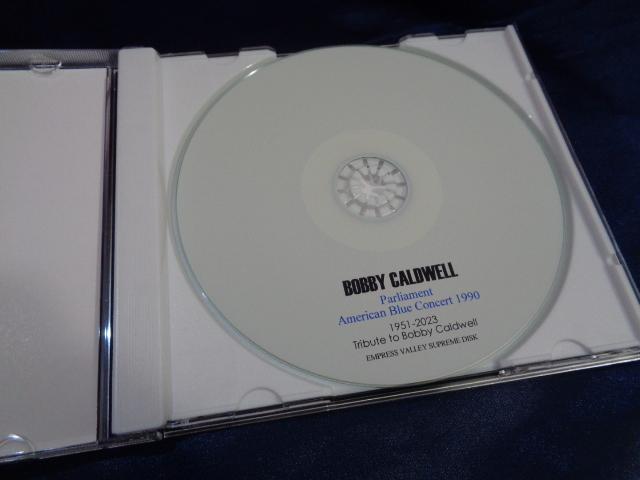 BOBBY CALDWELL
Parliament
American Blue Concert 1990
1951-2023
Tribute to Bobby Caldwell
EMPRESS VALLEY SUPREME DISK